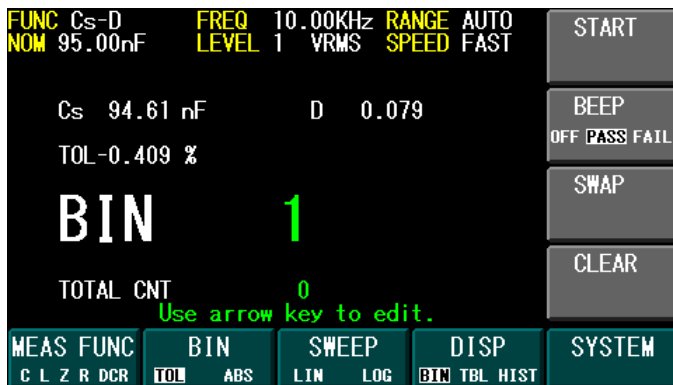 FUNC Cs-D FREQ 10.00KHz RANGE AUTO
NOM 95.00nF LEVEL 1 VRMS SPEED FAST
START
Cs 94.61 nF D 0.079
BEEP
OFF PASS FAIL
TOL-0.409 %
SWAP
BIN 1
CLEAR
TOTAL CNT 0
Use arrow key to edit.
MEAS FUNC BIN SWEEP DISP SYSTEM
C L Z R DCR TOL ABS LIN LOG BIN TBL HIST